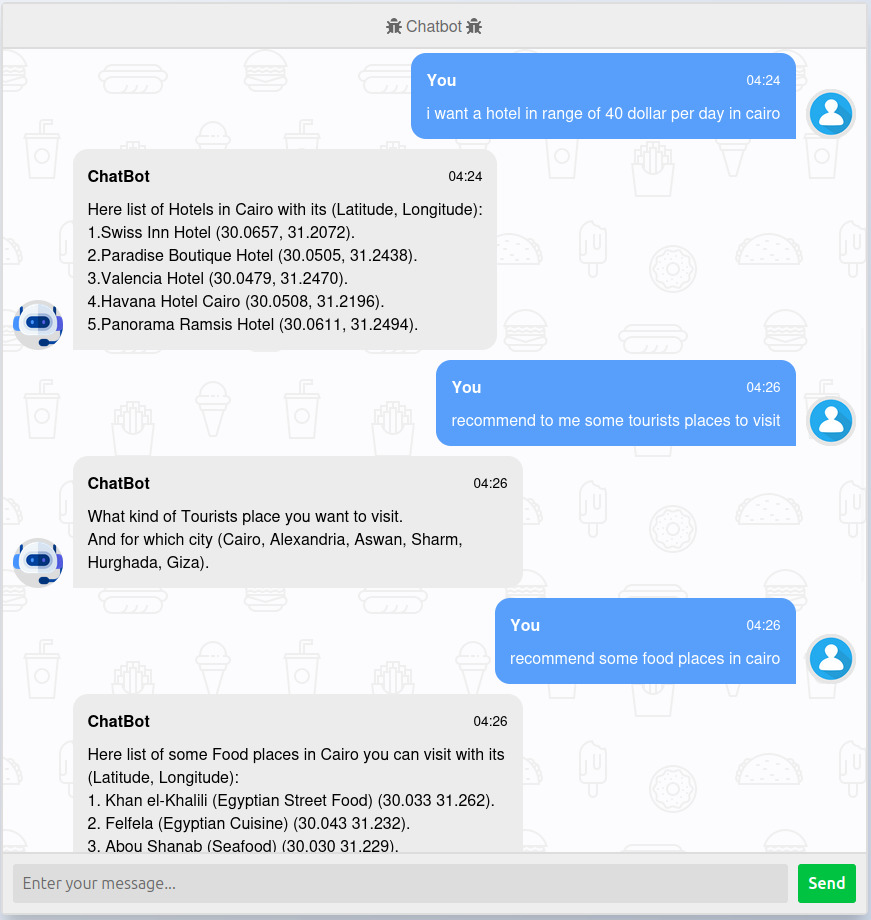 Chatbot
You 04:24
i want a hotel in range of 40 dollar per day in cairo
ChatBot 04:24
Here list of Hotels in Cairo with its (Latitude, Longitude):
1.Swiss Inn Hotel (30.0657, 31.2072).
2.Paradise Boutique Hotel (30.0505, 31.2438).
3.Valencia Hotel (30.0479, 31.2470).
4.Havana Hotel Cairo (30.0508, 31.2196).
5.Panorama Ramsis Hotel (30.0611, 31.2494).
You 04:26
recommend to me some tourists places to visit
ChatBot 04:26
What kind of Tourists place you want to visit.
And for which city (Cairo, Alexandria, Aswan, Sharm,
Hurghada, Giza).
You 04:26
recommend some food places in cairo
ChatBot 04:26
Here list of some Food places in Cairo you can visit with its
(Latitude, Longitude):
1. Khan el-Khalili (Egyptian Street Food) (30.033 31.262).
2. Felfela (Egyptian Cuisine) (30.043 31.232).
3. Abou Shanab (Seafood) (30.030 31.229).
Enter your message...
Send